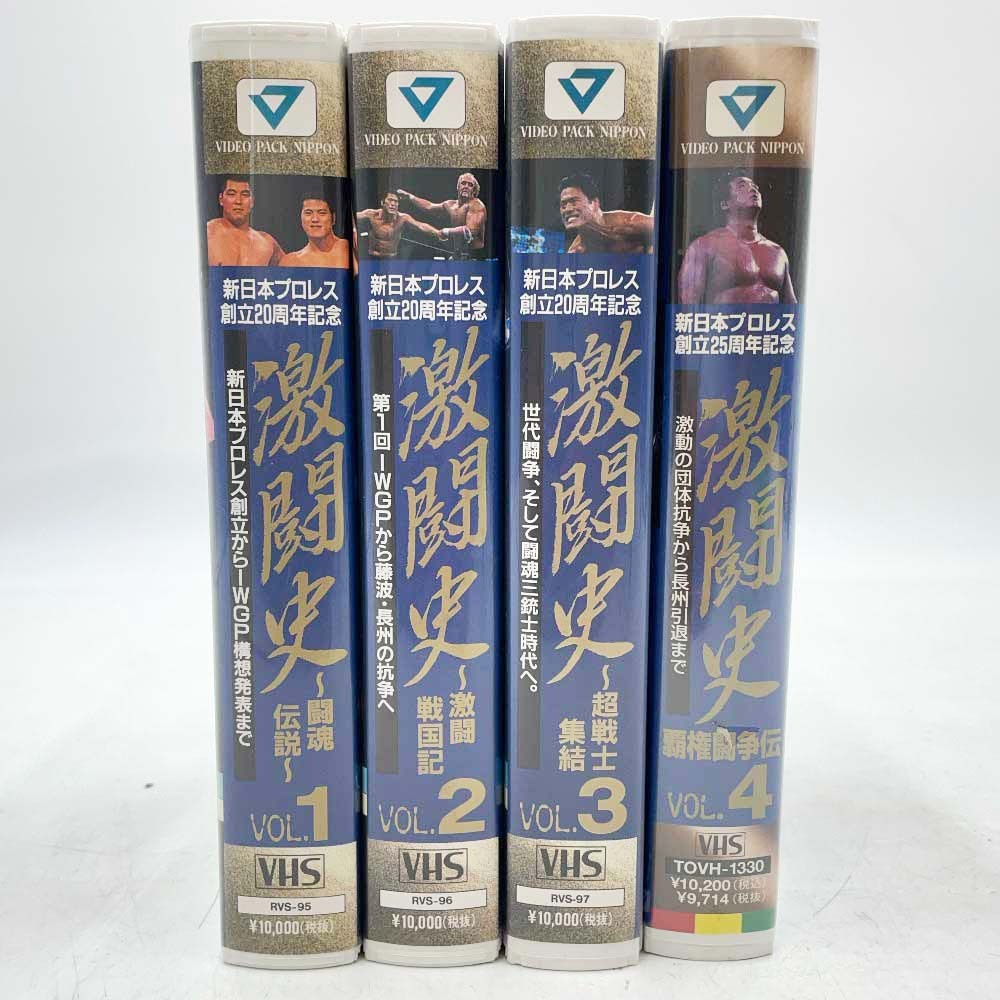 VIDEO PACK NIPPON
新日本プロレス
創立20周年記念
激闘史
新日本プロレス創立からIWGP構想発表まで
〜闘魂
伝説〜
VOL.1
VHS
RVS-95
¥10,000(税抜)
VIDEO PACK NIPPON
新日本プロレス
創立20周年記念
激闘史
第1回IWGPから藤波・長州の抗争へ
〜激闘
戦国記
VOL.2
VHS
RVS-96
¥10,000(税抜)
VIDEO PACK NIPPON
新日本プロレス
創立20周年記念
激闘史
世代闘争、そして闘魂三銃士時代へ。
〜超戦士
集結
VOL.3
VHS
RVS-97
¥10,000(税抜)
VIDEO PACK NIPPON
新日本プロレス
創立25周年記念
激闘史
激動の団体抗争から長州引退まで
覇権闘争伝
VOL.4
VHS
TOVH-1330
¥10,200(税込)
¥9,714(税抜)